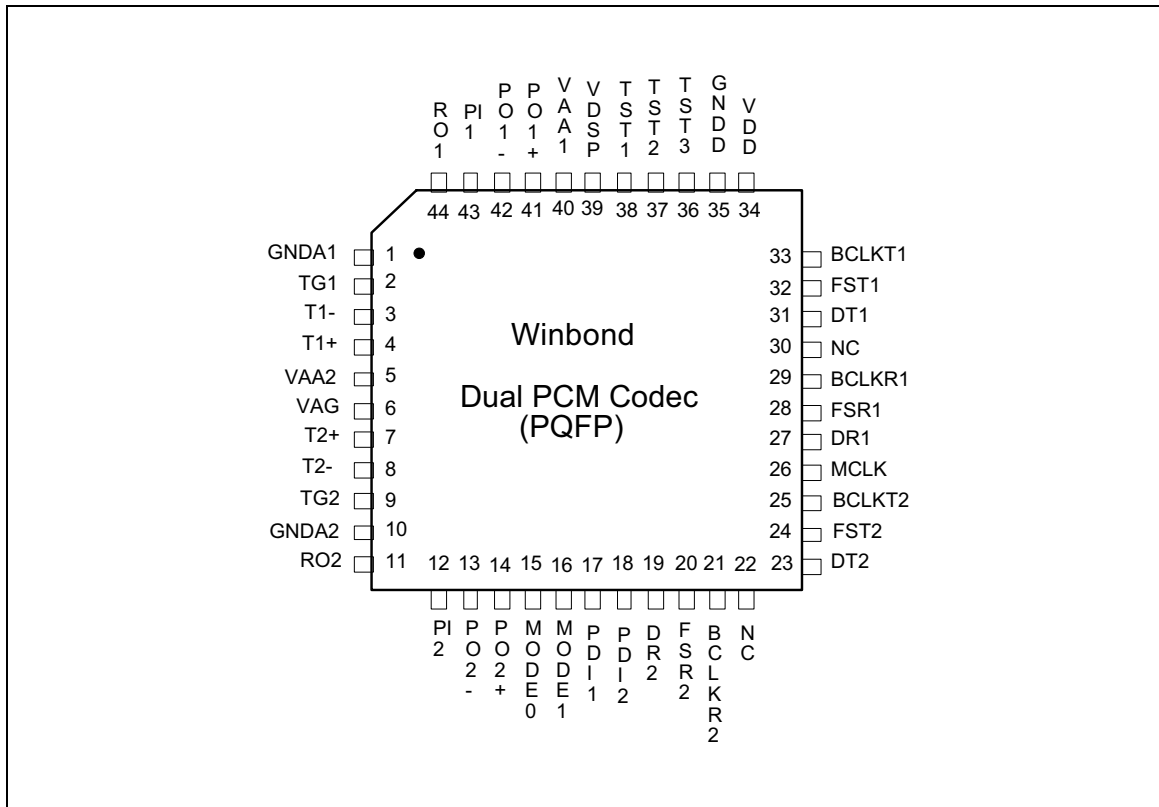 RO1
PI1
PO1-
PO1+
VAA1
VDSP
TST1
TST2
TST3
GNDD
VDD
44 43 42 41 40 39 38 37 36 35 34
GNDA1 1
TG1 2
T1- 3
T1+ 4
VAA2 5
VAG 6
T2+ 7
T2- 8
TG2 9
GNDA2 10
RO2 11
Winbond
Dual PCM Codec
(PQFP)
33 BCLKT1
32 FST1
31 DT1
30 NC
29 BCLKR1
28 FSR1
27 DR1
26 MCLK
25 BCLKT2
24 FST2
23 DT2
12 13 14 15 16 17 18 19 20 21 22
PI2
PO2-
PO2+
MODE0
MODE1
PDI1
PDI2
DR2
FSR2
BCLKR2
NC